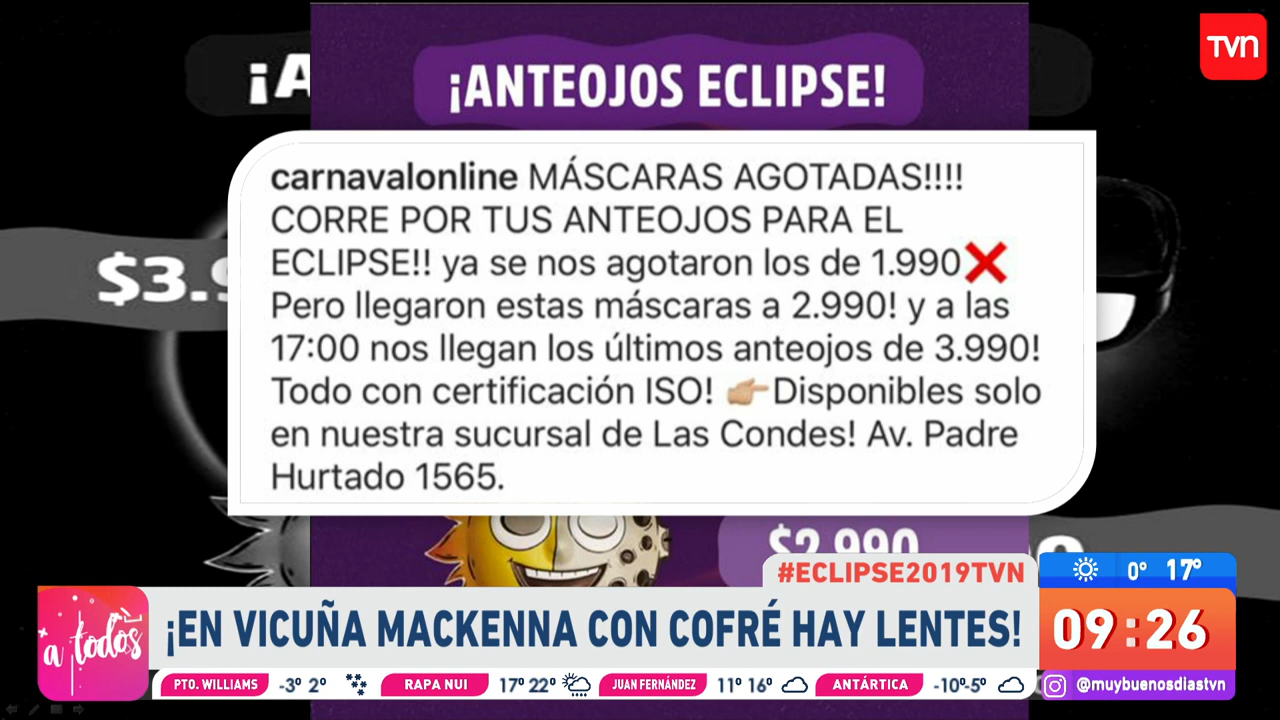 TVN
¡A
¡ANTEOJOS ECLIPSE!
carnavalonline MÁSCARAS AGOTADAS!!!!
CORRE POR TUS ANTEOJOS PARA EL
ECLIPSE!! ya se nos agotaron los de 1.990❌
Pero llegaron estas máscaras a 2.990! y a las
17:00 nos llegan los últimos anteojos de 3.990!
Todo con certificación ISO! 👉🏼Disponibles solo
en nuestra sucursal de Las Condes! Av. Padre
Hurtado 1565.
$3.9
$2.990
#ECLIPSE2019TVN
0° 17°
a todos
¡EN VICUÑA MACKENNA CON COFRÉ HAY LENTES!
09:26
PTO. WILLIAMS -3° 2° RAPA NUI 17° 22° JUAN FERNÁNDEZ 11° 16° ANTÁRTICA -10°-5°
@muybuenosdiastvn